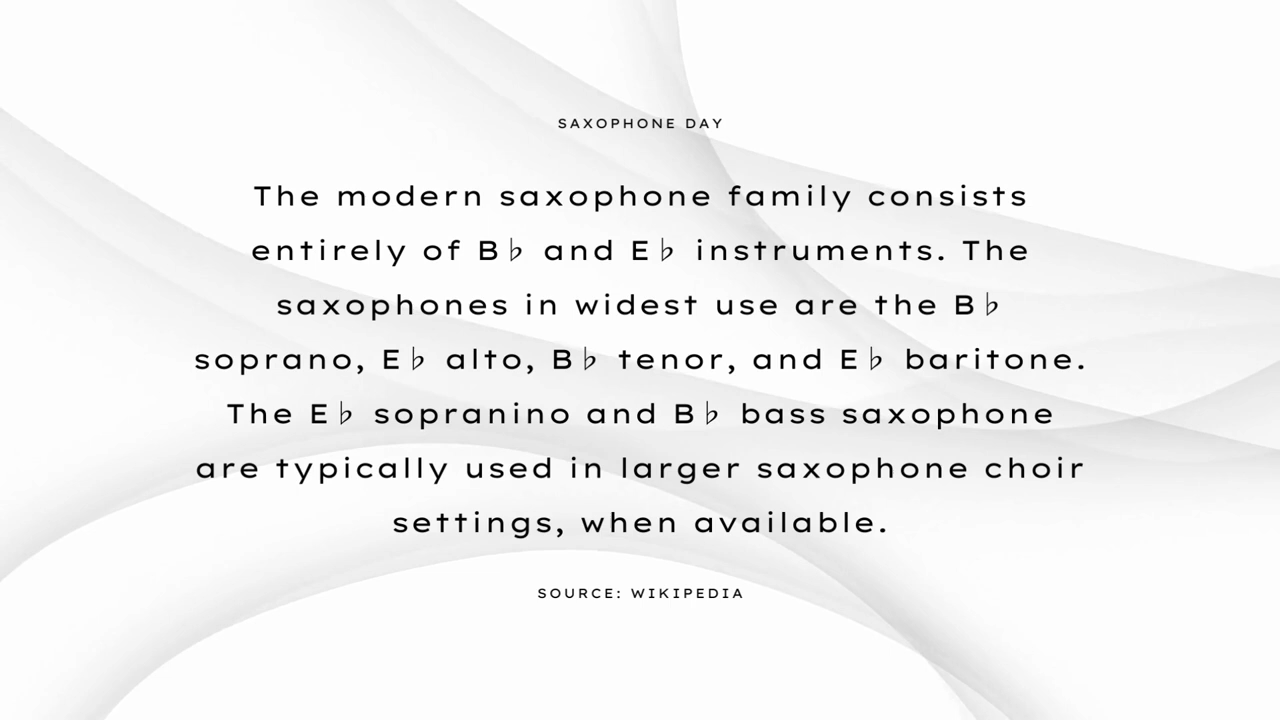 SAXOPHONE DAY
The modern saxophone family consists
entirely of B♭ and E♭ instruments. The
saxophones in widest use are the B♭
soprano, E♭ alto, B♭ tenor, and E♭ baritone.
The E♭ sopranino and B♭ bass saxophone
are typically used in larger saxophone choir
settings, when available.
SOURCE: WIKIPEDIA